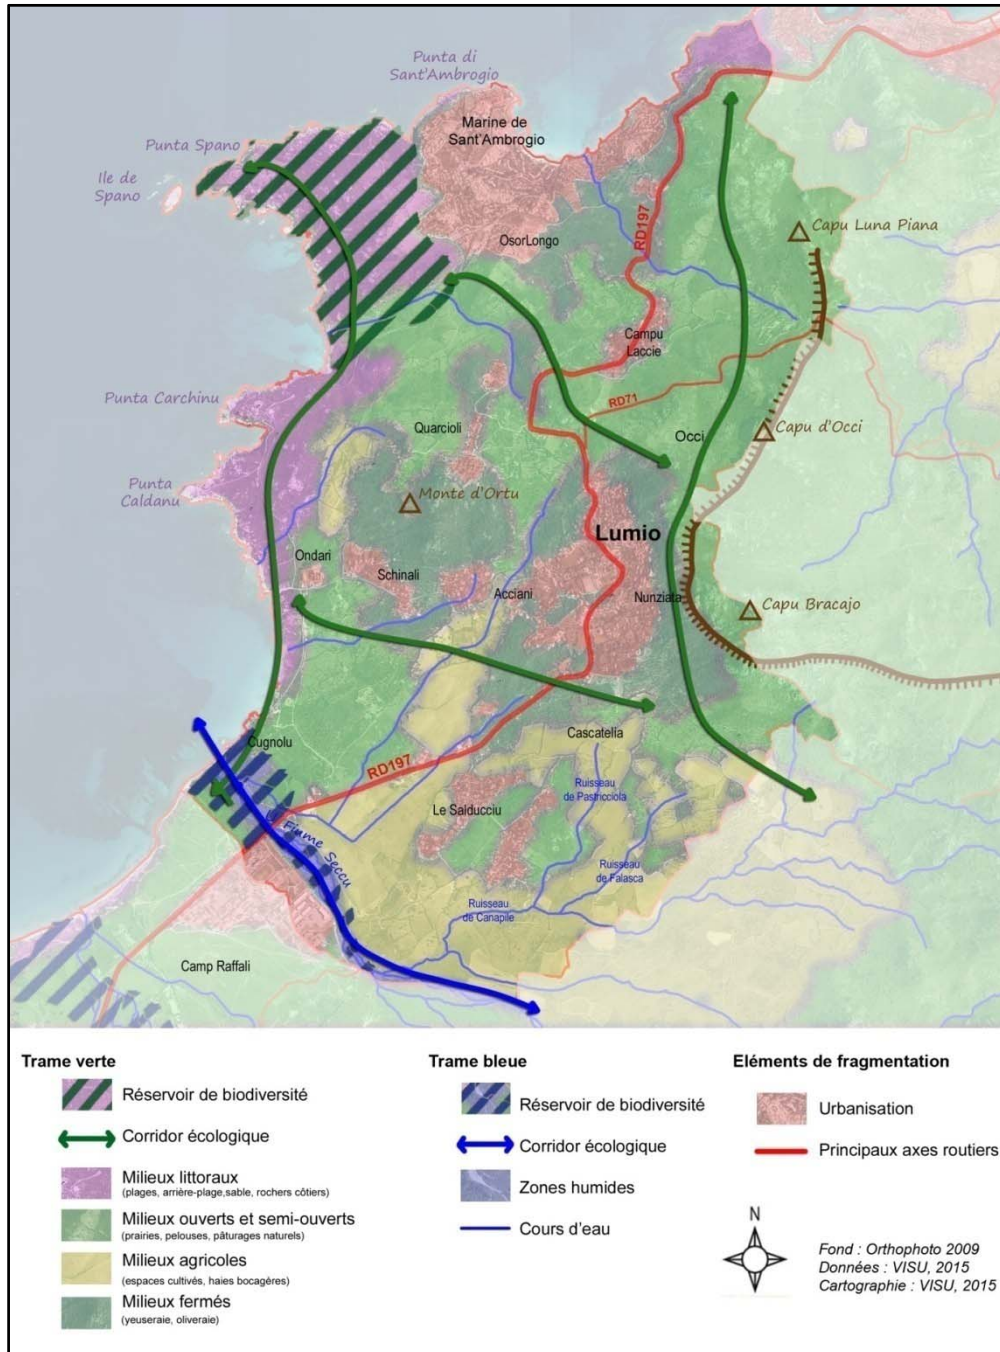 Punta di
Sant'Ambrogio
Marine de
Sant'Ambrogio
Punta Spano
Ile de
Spano
OsorLongo
RD197
Capu Luna Piana
Campu
Laccie
Punta Carchinu
RD71
Quarcioli
Occi
Capu d'Occi
Punta
Caldanu
Monte d'Ortu
Lumio
Ondari
Schinali
Acciani
Nunziata
Capu Bracajo
Cugnolu
Cascatelia
RD197
Ruisseau
de Pastricciola
Le Salducciu
Fiume Seccu
Ruisseau
de Falasca
Ruisseau
de Canapile
Camp Raffali
Trame verte
Réservoir de biodiversité
Corridor écologique
Milieux littoraux
(plages, arrière-plage,sable, rochers côtiers)
Milieux ouverts et semi-ouverts
(prairies, pelouses, pâturages naturels)
Milieux agricoles
(espaces cultivés, haies bocagères)
Milieux fermés
(yeuseraie, oliveraie)
Trame bleue
Réservoir de biodiversité
Corridor écologique
Zones humides
Cours d'eau
Eléments de fragmentation
Urbanisation
Principaux axes routiers
N
Fond : Orthophoto 2009
Données : VISU, 2015
Cartographie : VISU, 2015